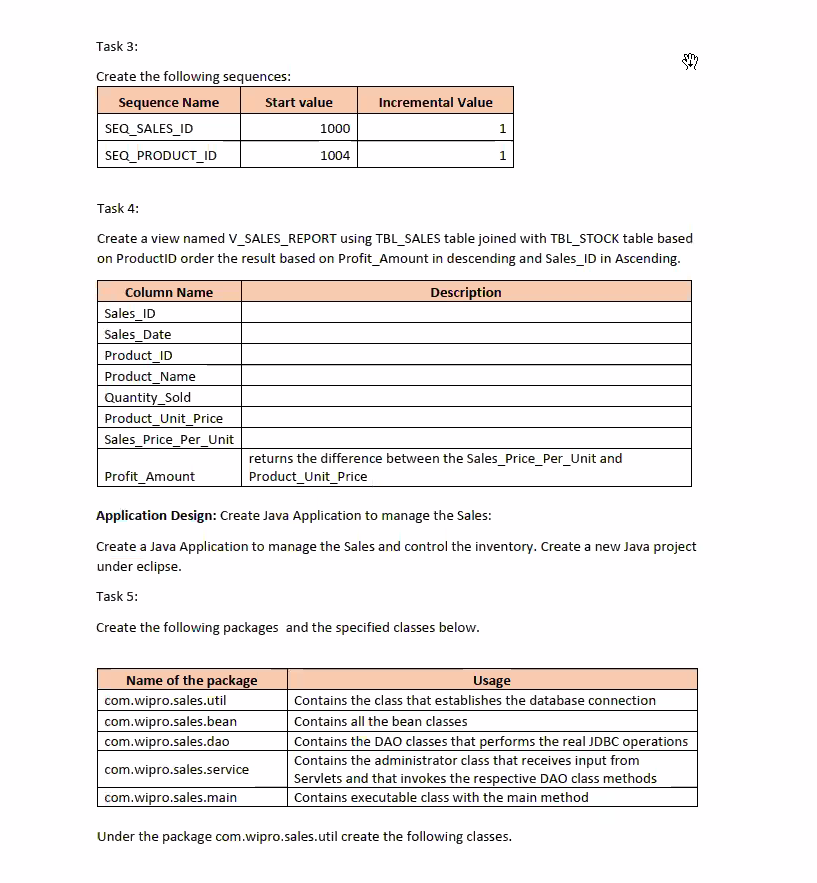 Task 3:
Create the following sequences:
Sequence Name Start value Incremental Value
SEQ_SALES_ID 1000 1
SEQ_PRODUCT_ID 1004 1
Task 4:
Create a view named V_SALES_REPORT using TBL_SALES table joined with TBL_STOCK table based
on ProductID order the result based on Profit_Amount in descending and Sales_ID in Ascending.
Column Name Description
Sales_ID
Sales_Date
Product_ID
Product_Name
Quantity_Sold
Product_Unit_Price
Sales_Price_Per_Unit
returns the difference between the Sales_Price_Per_Unit and
Profit_Amount Product_Unit_Price
Application Design: Create Java Application to manage the Sales:
Create a Java Application to manage the Sales and control the inventory. Create a new Java project
under eclipse.
Task 5:
Create the following packages and the specified classes below.
Name of the package Usage
com.wipro.sales.util Contains the class that establishes the database connection
com.wipro.sales.bean Contains all the bean classes
com.wipro.sales.dao Contains the DAO classes that performs the real JDBC operations
com.wipro.sales.service Contains the administrator class that receives input from
Servlets and that invokes the respective DAO class methods
com.wipro.sales.main Contains executable class with the main method
Under the package com.wipro.sales.util create the following classes.